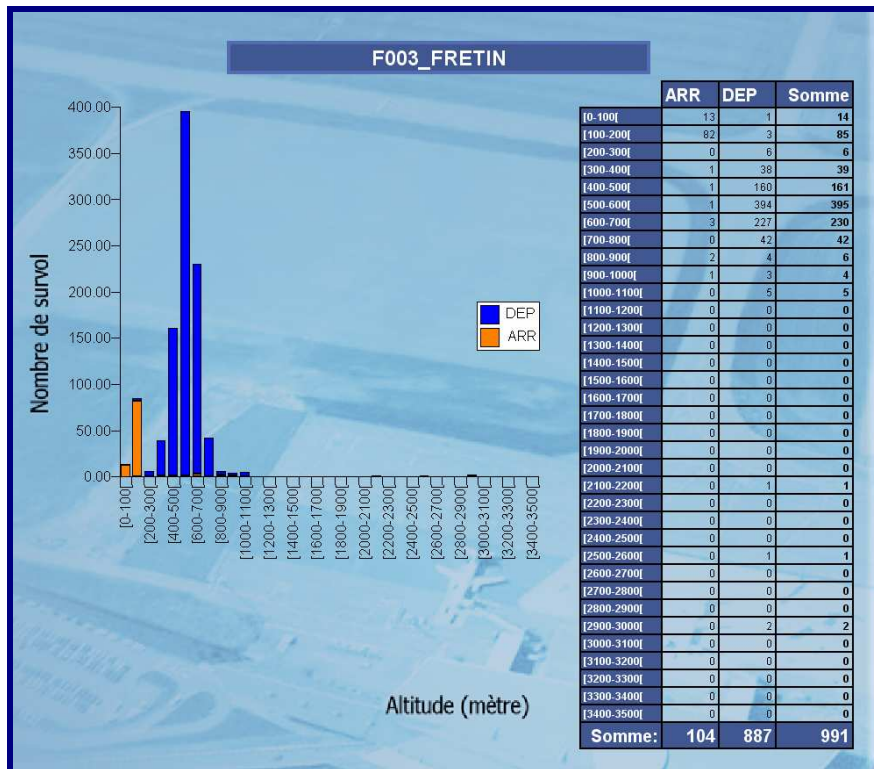 F003_FRETIN
400.00
350.00
300.00
250.00
200.00
150.00
100.00
50.00
0.00
Nombre de survol
[0-100[
[200-300[
[400-500[
[600-700[
[800-900[
[1000-1100[
[1200-1300[
[1400-1500[
[1600-1700[
[1800-1900[
[2000-2100[
[2200-2300[
[2400-2500[
[2600-2700[
[2800-2900[
[3000-3100[
[3200-3300[
[3400-3500[
Altitude (mètre)
DEP
ARR
ARR DEP Somme
[0-100[ 13 1 14
[100-200[ 82 3 85
[200-300[ 0 6 6
[300-400[ 1 38 39
[400-500[ 1 160 161
[500-600[ 1 394 395
[600-700[ 3 227 230
[700-800[ 0 42 42
[800-900[ 2 4 6
[900-1000[ 1 3 4
[1000-1100[ 0 5 5
[1100-1200[ 0 0 0
[1200-1300[ 0 0 0
[1300-1400[ 0 0 0
[1400-1500[ 0 0 0
[1500-1600[ 0 0 0
[1600-1700[ 0 0 0
[1700-1800[ 0 0 0
[1800-1900[ 0 0 0
[1900-2000[ 0 0 0
[2000-2100[ 0 0 0
[2100-2200[ 0 1 1
[2200-2300[ 0 0 0
[2300-2400[ 0 0 0
[2400-2500[ 0 0 0
[2500-2600[ 0 1 1
[2600-2700[ 0 0 0
[2700-2800[ 0 0 0
[2800-2900[ 0 0 0
[2900-3000[ 0 2 2
[3000-3100[ 0 0 0
[3100-3200[ 0 0 0
[3200-3300[ 0 0 0
[3300-3400[ 0 0 0
[3400-3500[ 0 0 0
Somme: 104 887 991